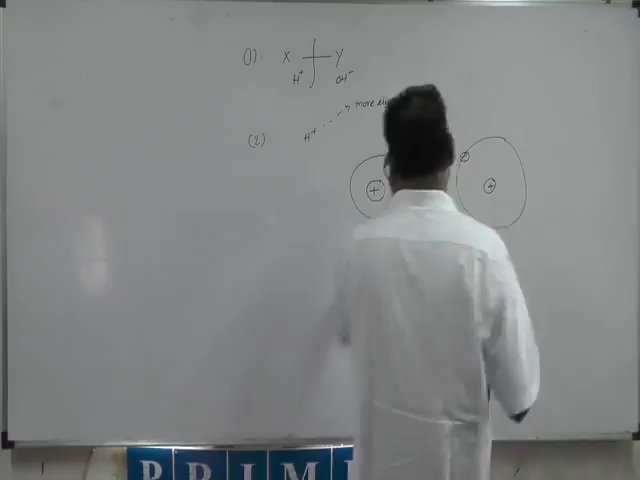 (1). X Y
H⁺ OH⁻
more
(2) H⁺
+ +
PRIM